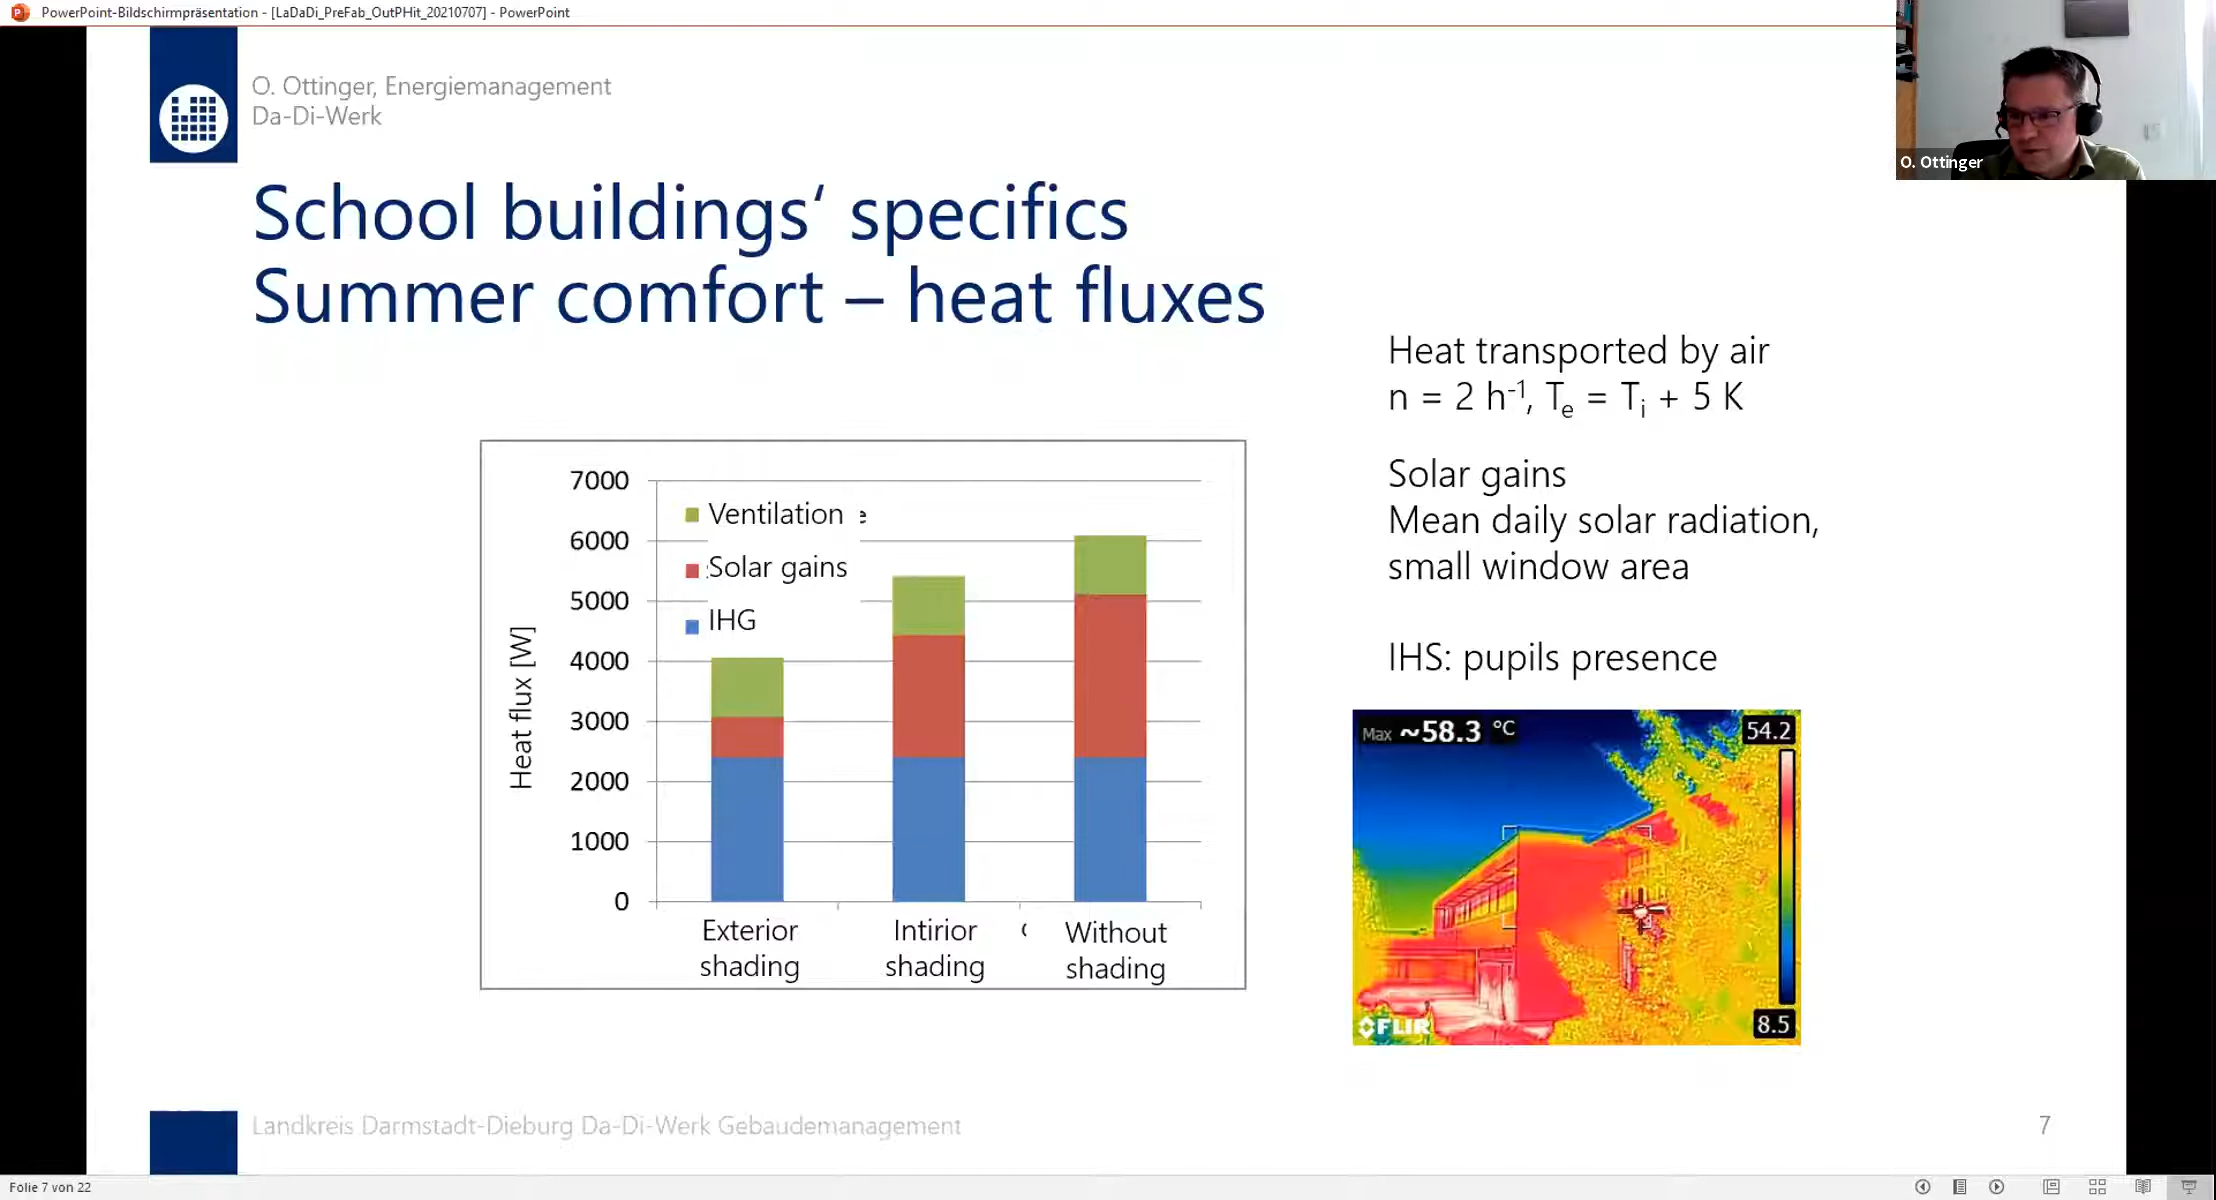 PowerPoint-Bildschirmpräsentation - [LaDaDi_PreFab_OutPHit_20210707] - PowerPoint
O. Ottinger
O. Ottinger, Energiemanagement
Da-Di-Werk
School buildings‘ specifics
Summer comfort – heat fluxes
Heat transported by air
n = 2 h-1, Te = Ti + 5 K
Solar gains
Mean daily solar radiation,
small window area
IHS: pupils presence
Heat flux [W]
7000
6000
5000
4000
3000
2000
1000
0
Ventilation
Solar gains
IHG
Exterior
shading
Intirior
shading
Without
shading
Max ~58.3 °C
54.2
8.5
FLIR
Landkreis Darmstadt-Dieburg Da-Di-Werk Gebäudemanagement
7
Folie 7 von 22